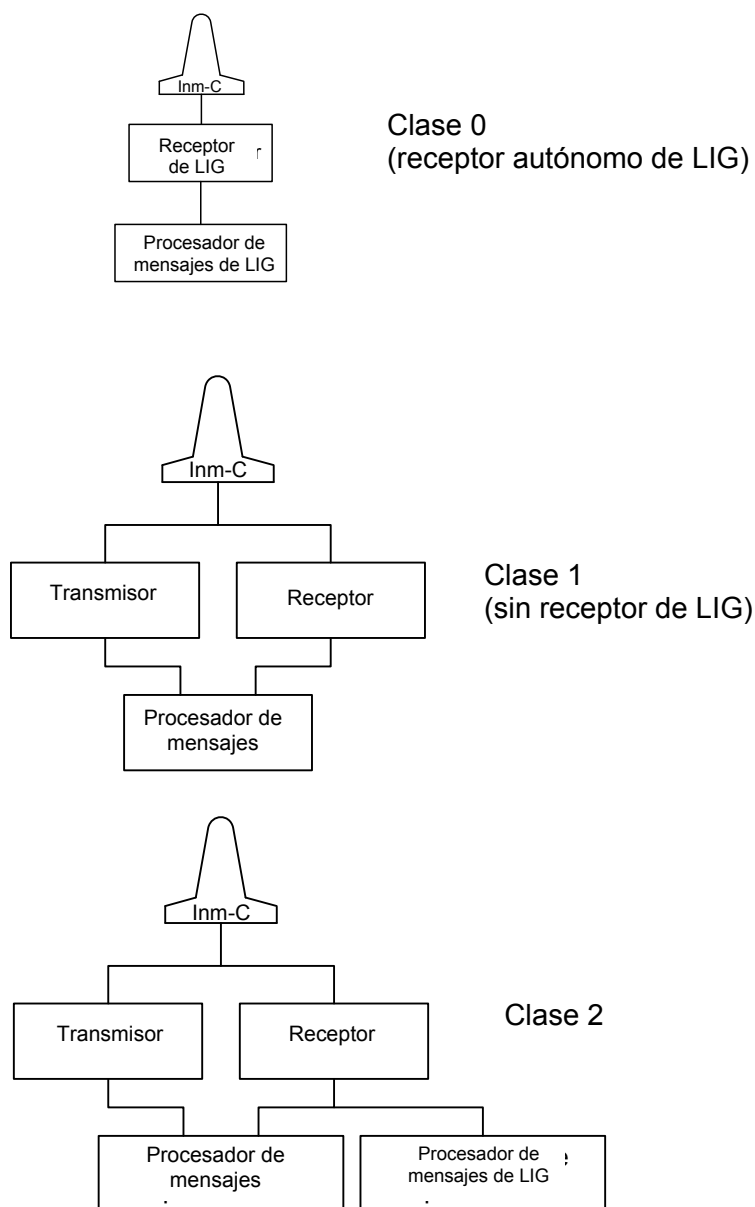 Inm-C
Receptor
de LIG
Clase 0
(receptor autónomo de LIG)
Procesador de
mensajes de LIG
Inm-C
Transmisor
Receptor
Clase 1
(sin receptor de LIG)
Procesador de
mensajes
Inm-C
Transmisor
Receptor
Clase 2
Procesador de
mensajes
Procesador de
mensajes de LIG